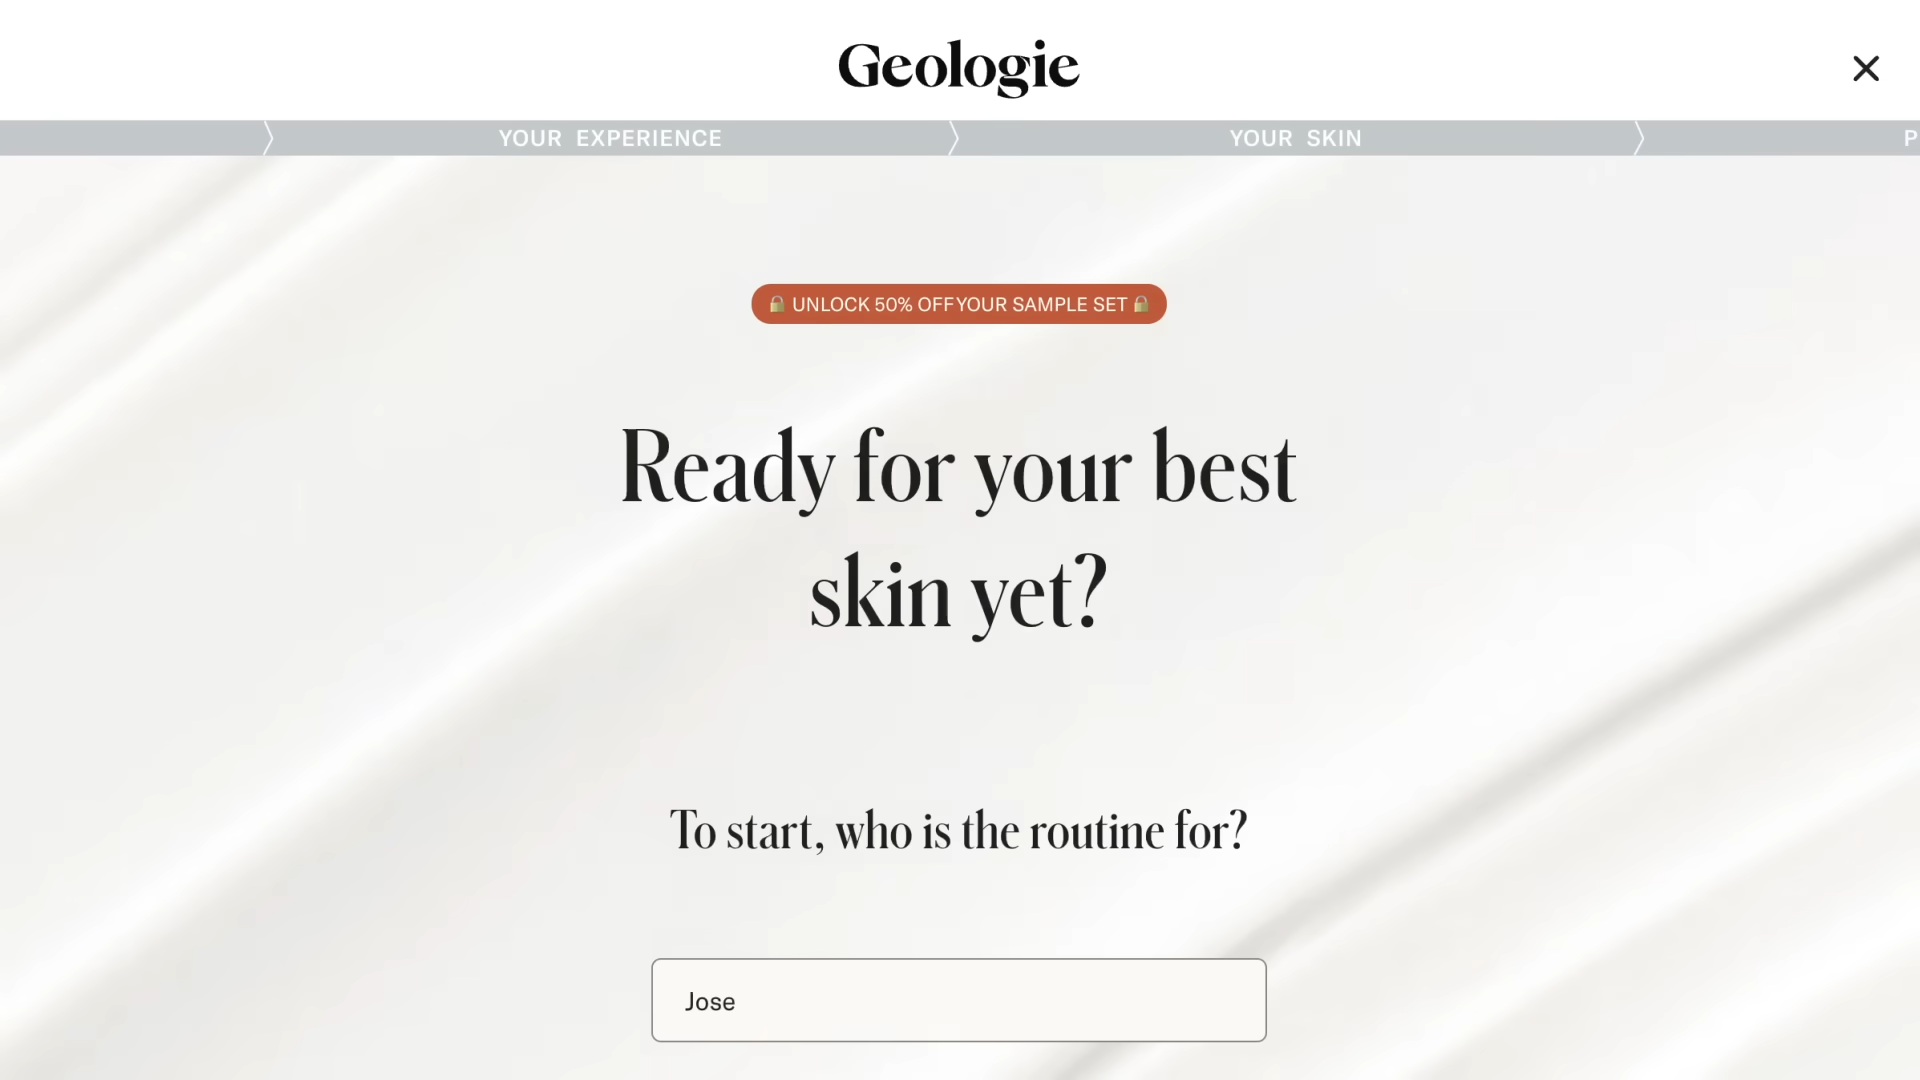 Geologie
YOUR EXPERIENCE
YOUR SKIN
P
🔒 UNLOCK 50% OFF YOUR SAMPLE SET 🔒
Ready for your best
skin yet?
To start, who is the routine for?
Jose